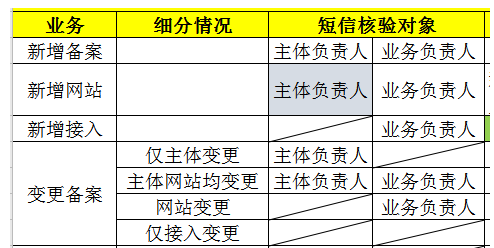 业务 细分情况 短信核验对象
新增备案 主体负责人 业务负责人
新增网站 主体负责人 业务负责人
新增接入 业务负责人
仅主体变更 主体负责人
变更备案 主体网站均变更 主体负责人 业务负责人
网站变更 业务负责人
仅接入变更